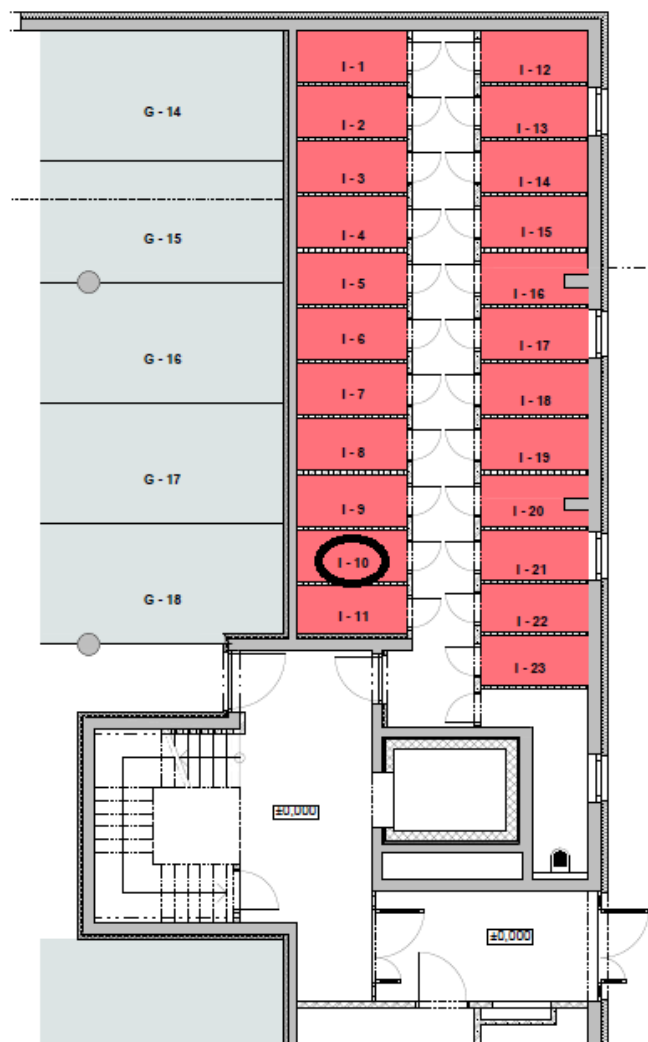 G - 14
G - 15
G - 16
G - 17
G - 18
I - 1
I - 2
I - 3
I - 4
I - 5
I - 6
I - 7
I - 8
I - 9
I - 10
I - 11
I - 12
I - 13
I - 14
I - 15
I - 16
I - 17
I - 18
I - 19
I - 20
I - 21
I - 22
I - 23
±0,000
±0,000